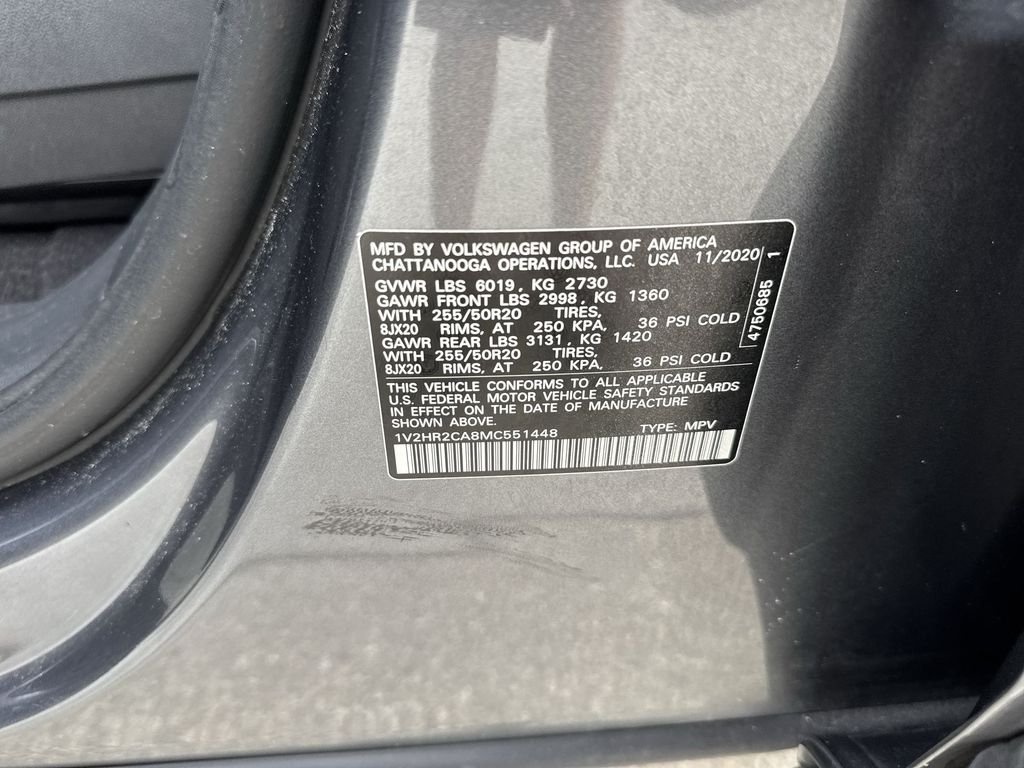 MFD BY VOLKSWAGEN GROUP OF AMERICA
CHATTANOOGA OPERATIONS, LLC. USA 11/2020
GVWR LBS 6019, KG 2730
GAWR FRONT LBS 2998, KG 1360
WITH 255/50R20 TIRES,
8JX20 RIMS, AT 250 KPA, 36 PSI COLD
GAWR REAR LBS 3131, KG 1420
WITH 255/50R20 TIRES,
8JX20 RIMS, AT 250 KPA, 36 PSI COLD
4750685 1
THIS VEHICLE CONFORMS TO ALL APPLICABLE
U.S. FEDERAL MOTOR VEHICLE SAFETY STANDARDS
IN EFFECT ON THE DATE OF MANUFACTURE
SHOWN ABOVE.
1V2HR2CA8MC551448 TYPE: MPV